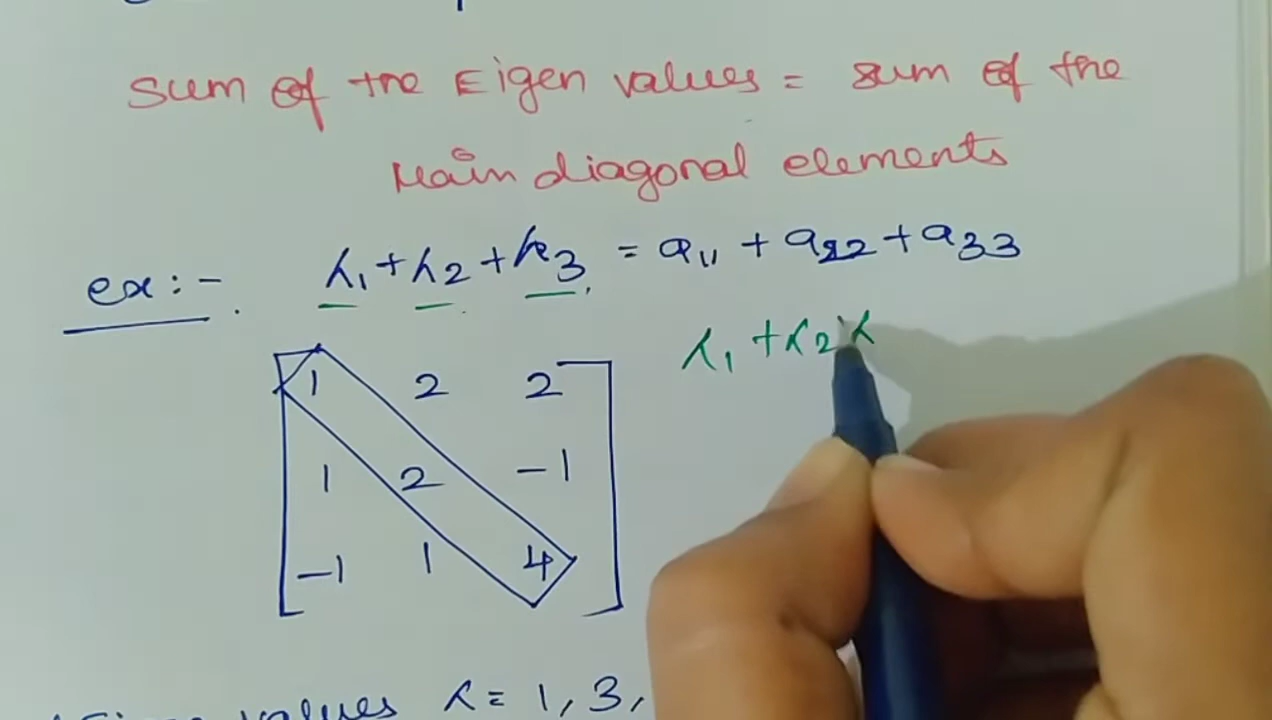 Sum of the Eigen values = sum of the
Main diagonal elements
ex:- λ₁+λ₂+λ₃ = a₁₁ + a₂₂ + a₃₃
λ₁ +λ₂ λ
1 2 2
1 2 -1
-1 1 4
values λ = 1, 3,